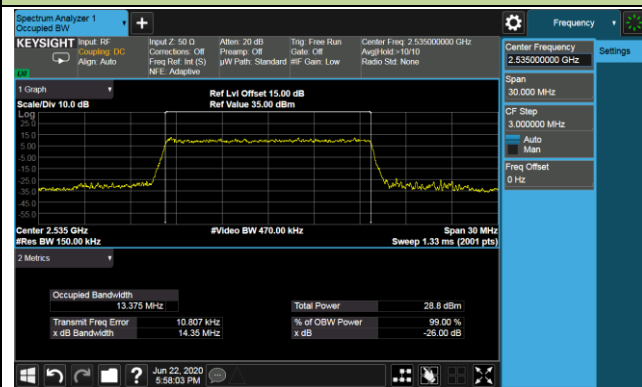 Spectrum Analyzer 1
Occupied BW
+
Frequency
KEYSIGHT
Input: RF
Coupling: DC
Align: Auto
Input Z: 50 Ω
Corrections: Off
Freq Ref: Int (S)
NFE: Adaptive
Atten: 20 dB
Preamp: Off
µW Path: Standard
Trig: Free Run
Gate: Off
#IF Gain: Low
Center Freq: 2.535000000 GHz
Avg|Hold:>10/10
Radio Std: None
Center Frequency
2.535000000 GHz
Settings
Span
30.000 MHz
CF Step
3.000000 MHz
Auto
Man
Freq Offset
0 Hz
1 Graph
Scale/Div 10.0 dB
Ref Lvl Offset 15.00 dB
Ref Value 35.00 dBm
Log
25.0
15.0
5.00
-5.00
-15.0
-25.0
-35.0
-45.0
-55.0
Center 2.535 GHz
#Res BW 150.00 kHz
#Video BW 470.00 kHz
Span 30 MHz
Sweep 1.33 ms (2001 pts)
2 Metrics
Occupied Bandwidth
13.375 MHz
Total Power 28.8 dBm
Transmit Freq Error 10.807 kHz
% of OBW Power 99.00 %
x dB Bandwidth 14.35 MHz
x dB -26.00 dB
?
Jun 22, 2020
5:58:03 PM